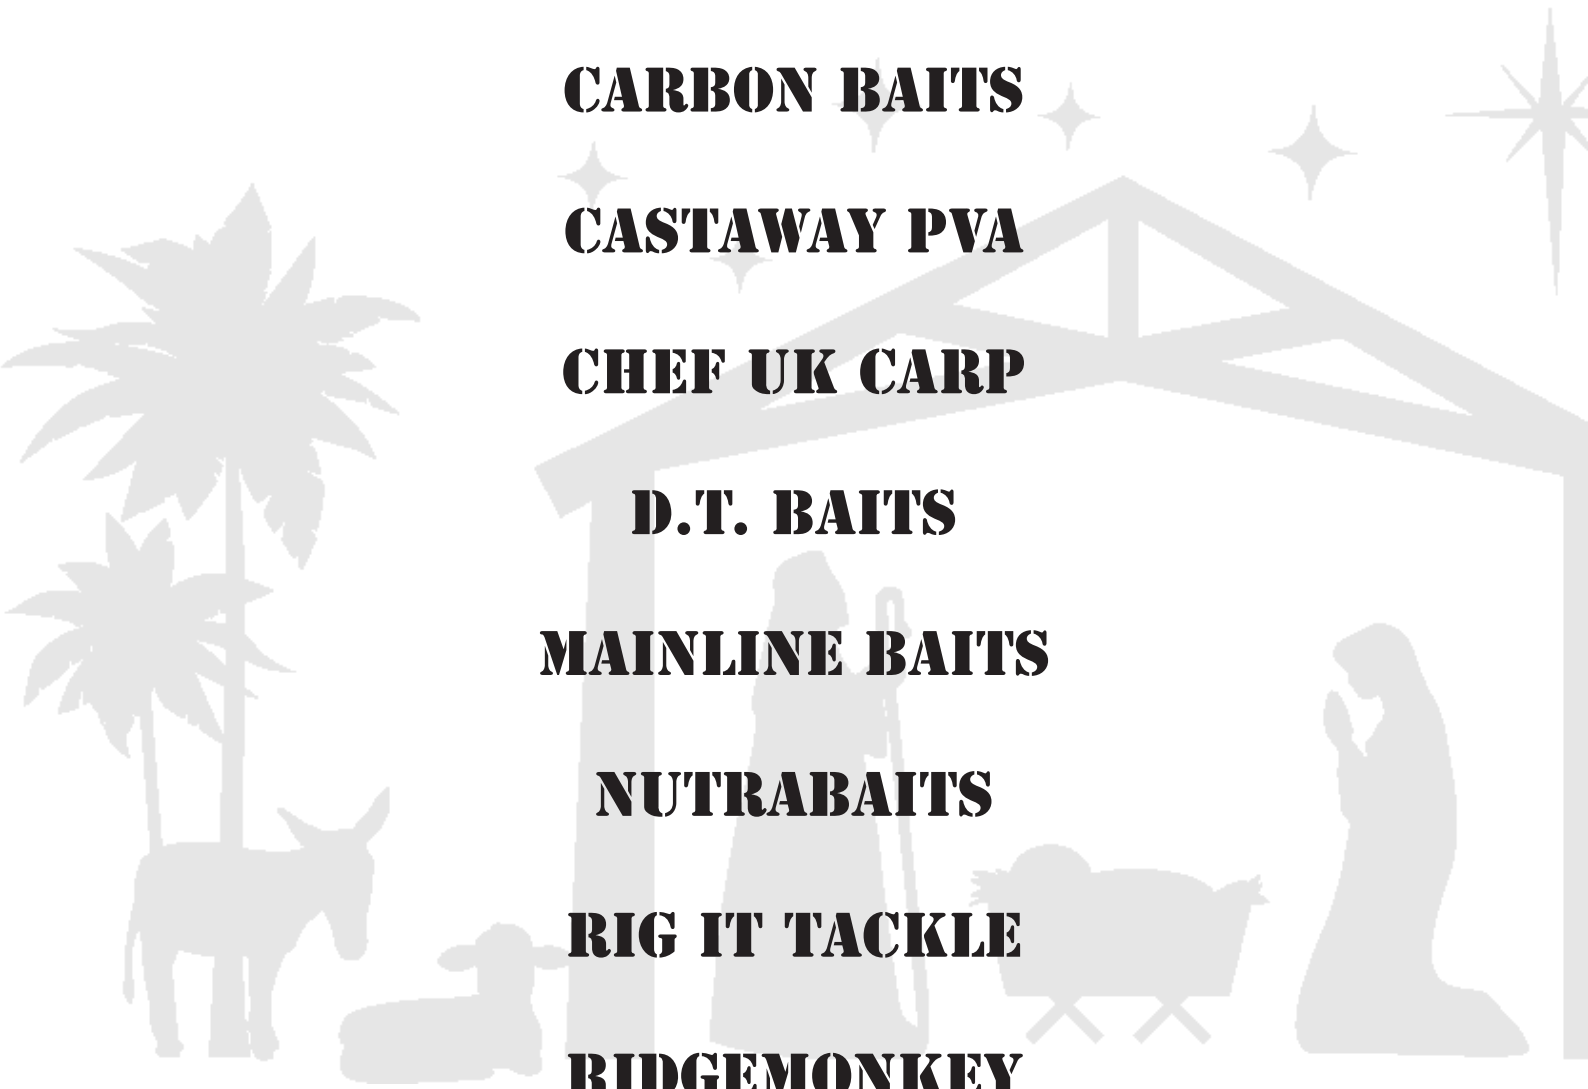 CARBON BAITS
CASTAWAY PVA
CHEF UK CARP
D.T. BAITS
MAINLINE BAITS
NUTRABAITS
RIG IT TACKLE
RIDGEMONKEY